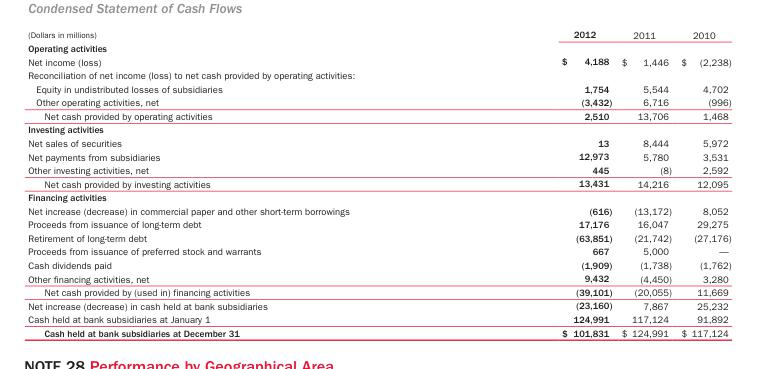 Condensed Statement of Cash Flows
(Dollars in millions) 2012 2011 2010
Operating activities
Net income (loss) $ 4,188 $ 1,446 $ (2,238)
Reconciliation of net income (loss) to net cash provided by operating activities:
Equity in undistributed losses of subsidiaries 1,754 5,544 4,702
Other operating activities, net (3,432) 6,716 (996)
Net cash provided by operating activities 2,510 13,706 1,468
Investing activities
Net sales of securities 13 8,444 5,972
Net payments from subsidiaries 12,973 5,780 3,531
Other investing activities, net 445 (8) 2,592
Net cash provided by investing activities 13,431 14,216 12,095
Financing activities
Net increase (decrease) in commercial paper and other short-term borrowings (616) (13,172) 8,052
Proceeds from issuance of long-term debt 17,176 16,047 29,275
Retirement of long-term debt (63,851) (21,742) (27,176)
Proceeds from issuance of preferred stock and warrants 667 5,000 —
Cash dividends paid (1,909) (1,738) (1,762)
Other financing activities, net 9,432 (4,450) 3,280
Net cash provided by (used in) financing activities (39,101) (20,055) 11,669
Net increase (decrease) in cash held at bank subsidiaries (23,160) 7,867 25,232
Cash held at bank subsidiaries at January 1 124,991 117,124 91,892
Cash held at bank subsidiaries at December 31 $ 101,831 $ 124,991 $ 117,124
NOTE 28 Performance by Geographical Area